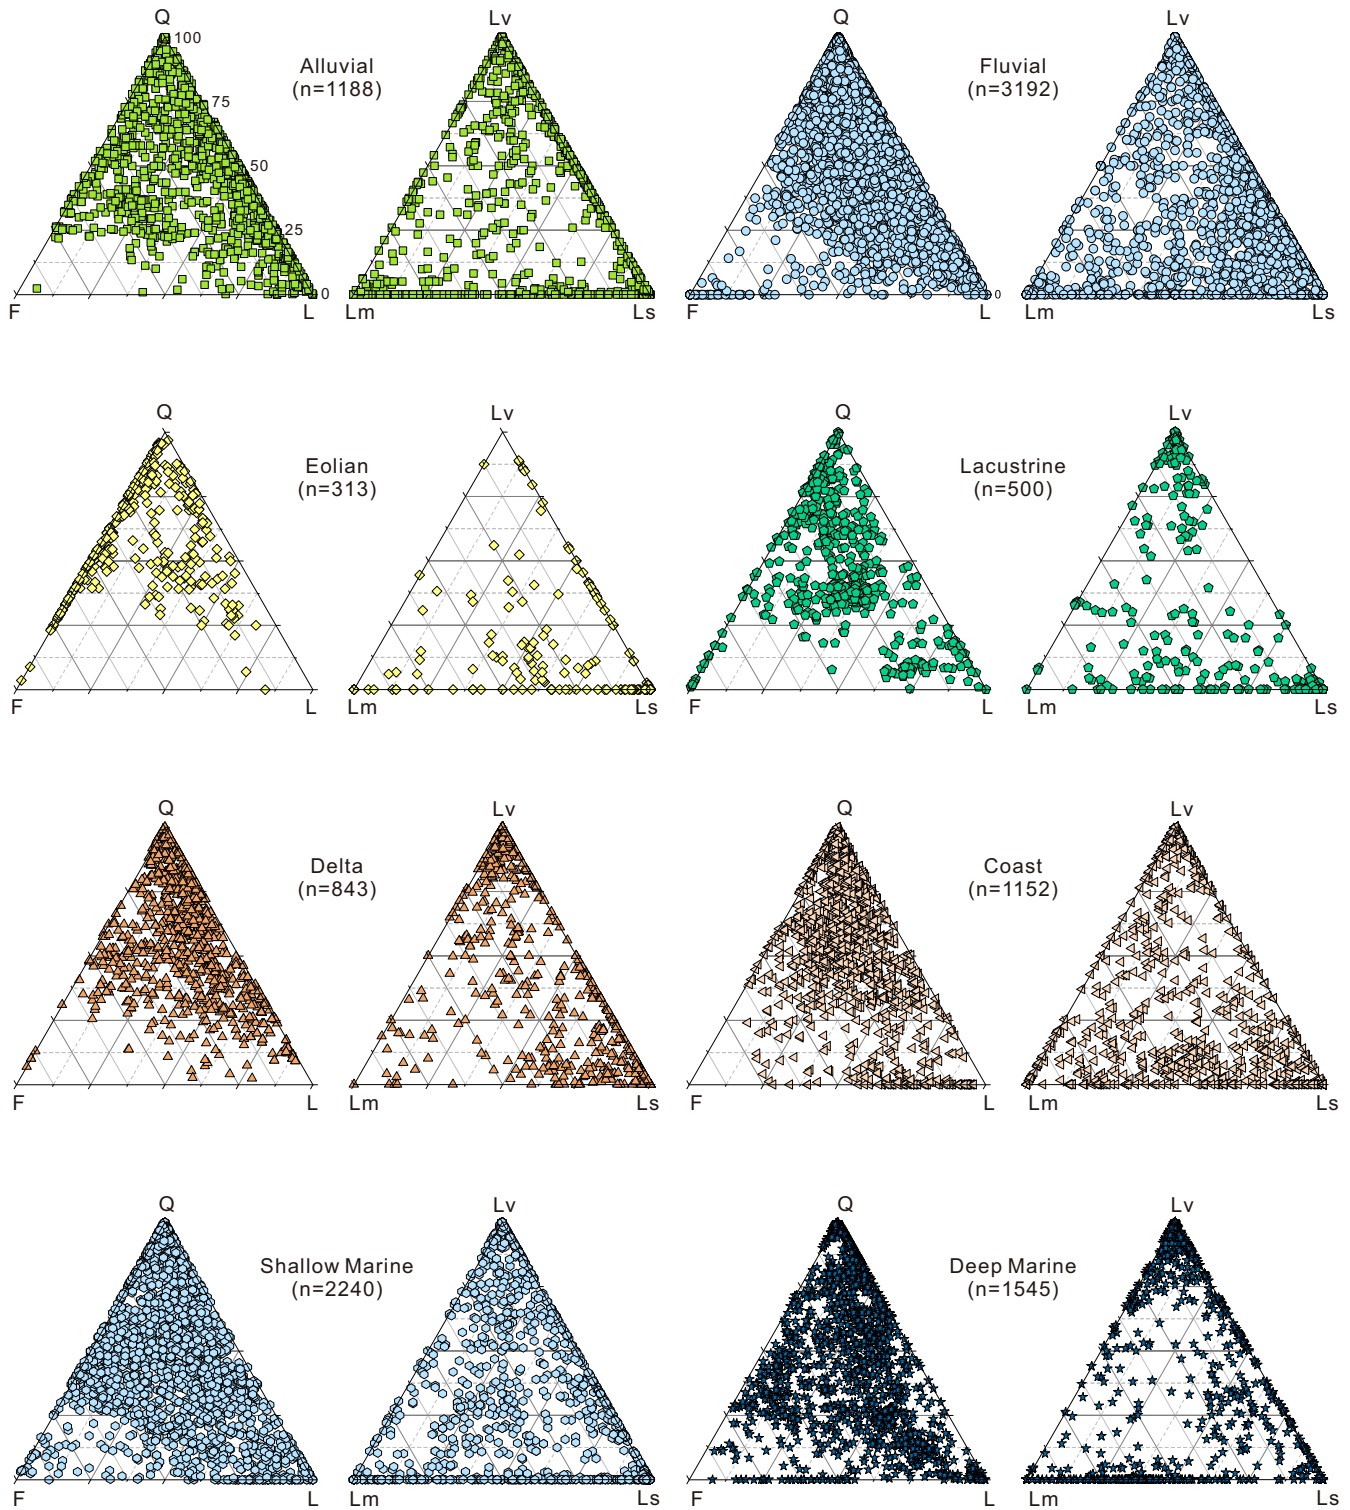 Q
100
75
50
25
0
F
L
Alluvial
(n=1188)
Lv
Lm
Ls
Q
F
L
0
Fluvial
(n=3192)
Lv
Lm
Ls
Q
F
L
Eolian
(n=313)
Lv
Lm
Ls
Q
F
L
Lacustrine
(n=500)
Lv
Lm
Ls
Q
F
L
Delta
(n=843)
Lv
Lm
Ls
Q
F
L
Coast
(n=1152)
Lv
Lm
Ls
Q
F
L
Shallow Marine
(n=2240)
Lv
Lm
Ls
Q
F
L
Deep Marine
(n=1545)
Lv
Lm
Ls